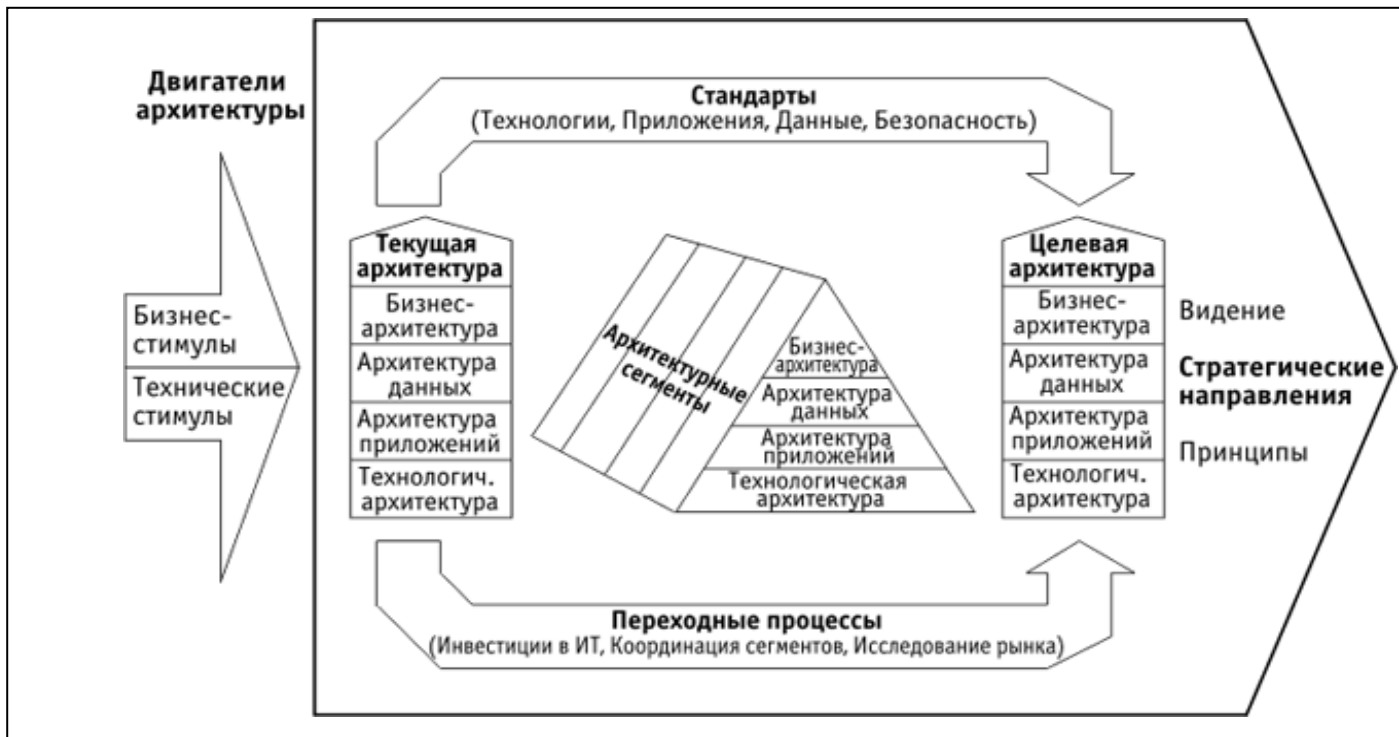 Двигатели
архитектуры
Бизнес-
стимулы
Технические
стимулы
Стандарты
(Технологии, Приложения, Данные, Безопасность)
Текущая
архитектура
Бизнес-
архитектура
Архитектура
данных
Архитектура
приложений
Технологич.
архитектура
Архитектурные
сегменты
Бизнес-
архитектура
Архитектура
данных
Архитектура
приложений
Технологическая
архитектура
Целевая
архитектура
Бизнес-
архитектура
Архитектура
данных
Архитектура
приложений
Технологич.
архитектура
Видение
Стратегические
направления
Принципы
Переходные процессы
(Инвестиции в ИТ, Координация сегментов, Исследование рынка)